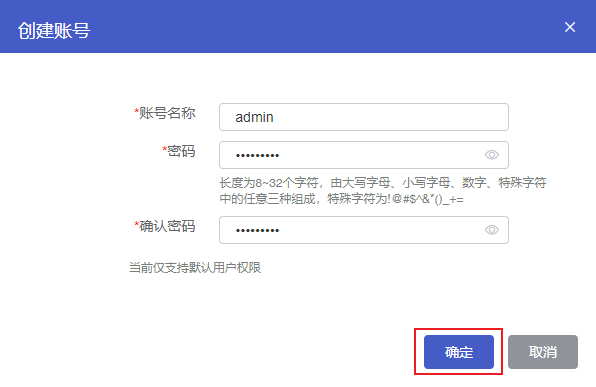 创建账号
*账号名称
admin
*密码
•••••••••
长度为8~32个字符，由大写字母、小写字母、数字、特殊字符
中的任意三种组成，特殊字符为!@#$^&*()_+=
*确认密码
•••••••••
当前仅支持默认用户权限
确定
取消